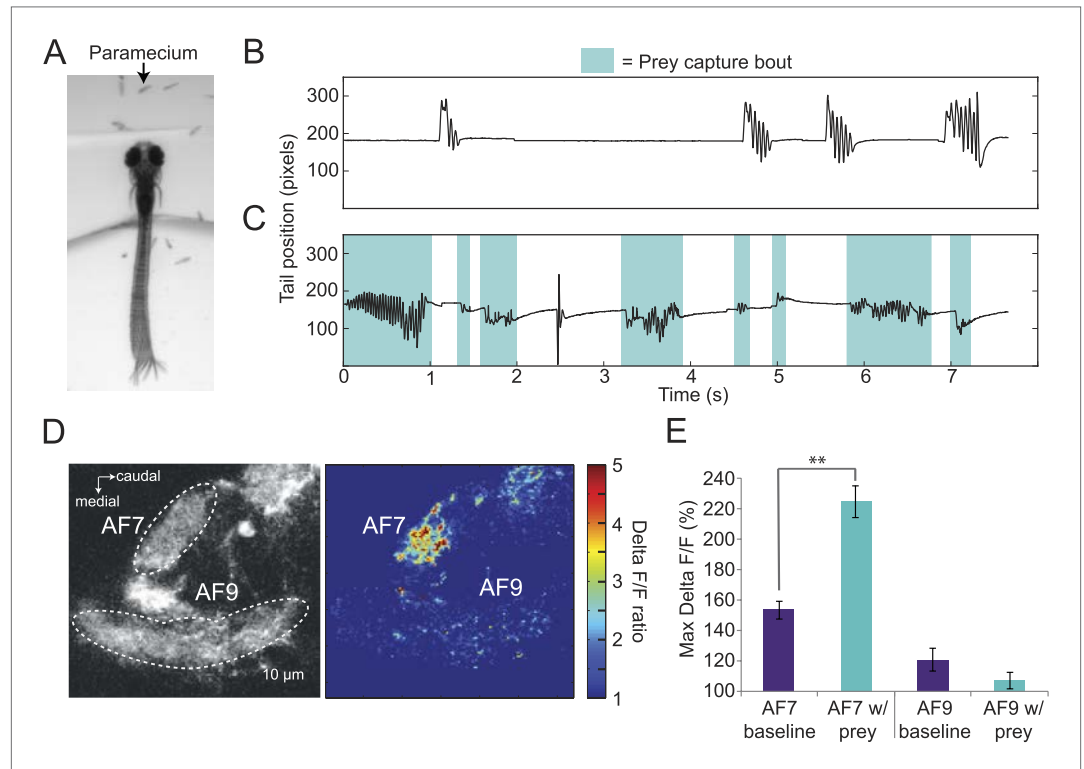 A
Paramecium
B
= Prey capture bout
300
200
100
Tail position (pixels)
C
300
200
100
0 1 2 3 4 5 6 7
Time (s)
D
caudal
medial
AF7
AF9
10 µm
AF7
AF9
5
4
3
2
1
Delta F/F ratio
E
**
240
220
200
180
160
140
120
100
Max Delta F/F (%)
AF7 baseline
AF7 w/ prey
AF9 baseline
AF9 w/ prey